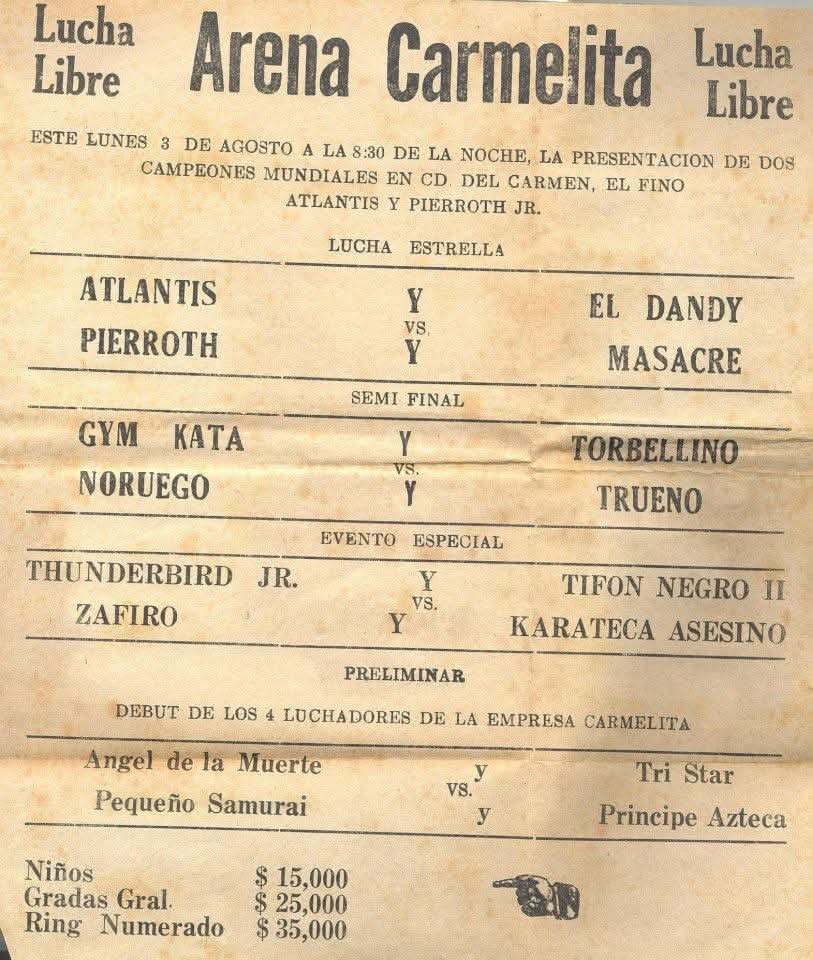 Lucha Libre
Arena Carmelita
Lucha Libre
ESTE LUNES 3 DE AGOSTO A LA 8:30 DE LA NOCHE, LA PRESENTACION DE DOS
CAMPEONES MUNDIALES EN CD. DEL CARMEN, EL FINO
ATLANTIS Y PIERROTH JR.
LUCHA ESTRELLA
ATLANTIS Y EL DANDY
VS.
PIERROTH Y MASACRE
SEMI FINAL
GYM KATA Y TORBELLINO
VS.
NORUEGO Y TRUENO
EVENTO ESPECIAL
THUNDERBIRD JR. Y TIFON NEGRO II
VS.
ZAFIRO Y KARATECA ASESINO
PRELIMINAR
DEBUT DE LOS 4 LUCHADORES DE LA EMPRESA CARMELITA
Angel de la Muerte y Tri Star
VS.
Pequeño Samurai y Principe Azteca
Niños $ 15,000
Gradas Gral. $ 25,000
Ring Numerado $ 35,000